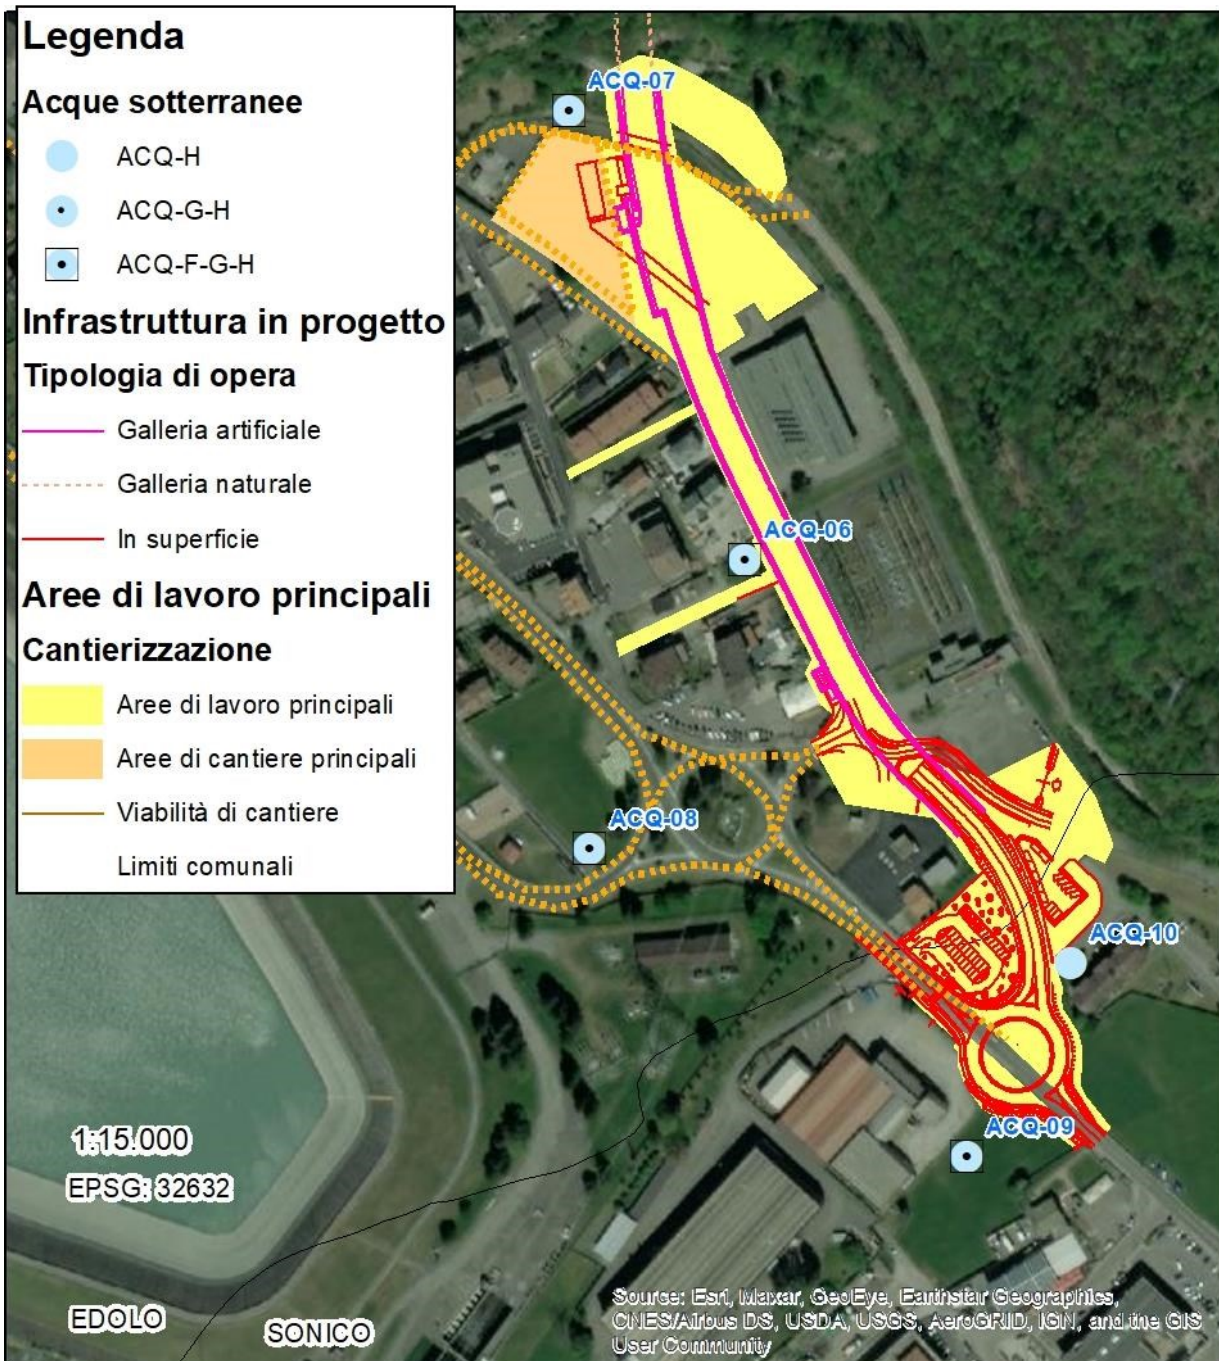 Legenda
Acque sotterranee
ACQ-H
ACQ-G-H
ACQ-F-G-H
Infrastruttura in progetto
Tipologia di opera
Galleria artificiale
Galleria naturale
In superficie
Aree di lavoro principali
Cantierizzazione
Aree di lavoro principali
Aree di cantiere principali
Viabilità di cantiere
Limiti comunali
ACQ-07
ACQ-06
ACQ-08
ACQ-10
ACQ-09
1:15.000
EPSG: 32632
EDOLO
SONICO
Source: Esri, Maxar, GeoEye, Earthstar Geographics,
CNES/Airbus DS, USDA, USGS, AeroGRID, IGN, and the GIS
User Community